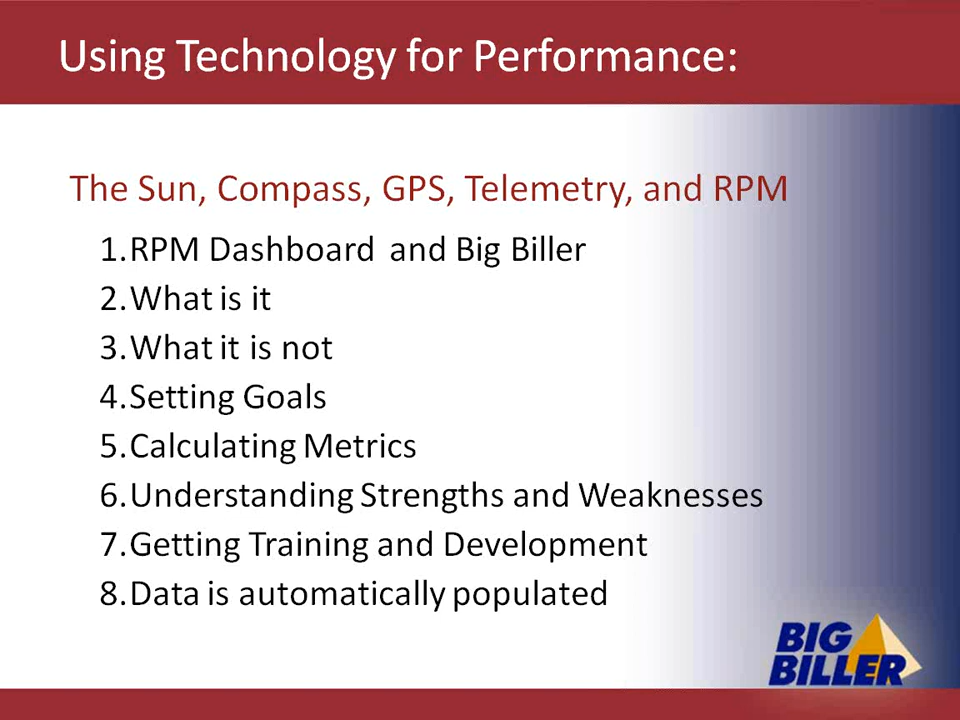 Using Technology for Performance:
The Sun, Compass, GPS, Telemetry, and RPM
1.RPM Dashboard and Big Biller
2.What is it
3.What it is not
4.Setting Goals
5.Calculating Metrics
6.Understanding Strengths and Weaknesses
7.Getting Training and Development
8.Data is automatically populated
BIG
BILLER